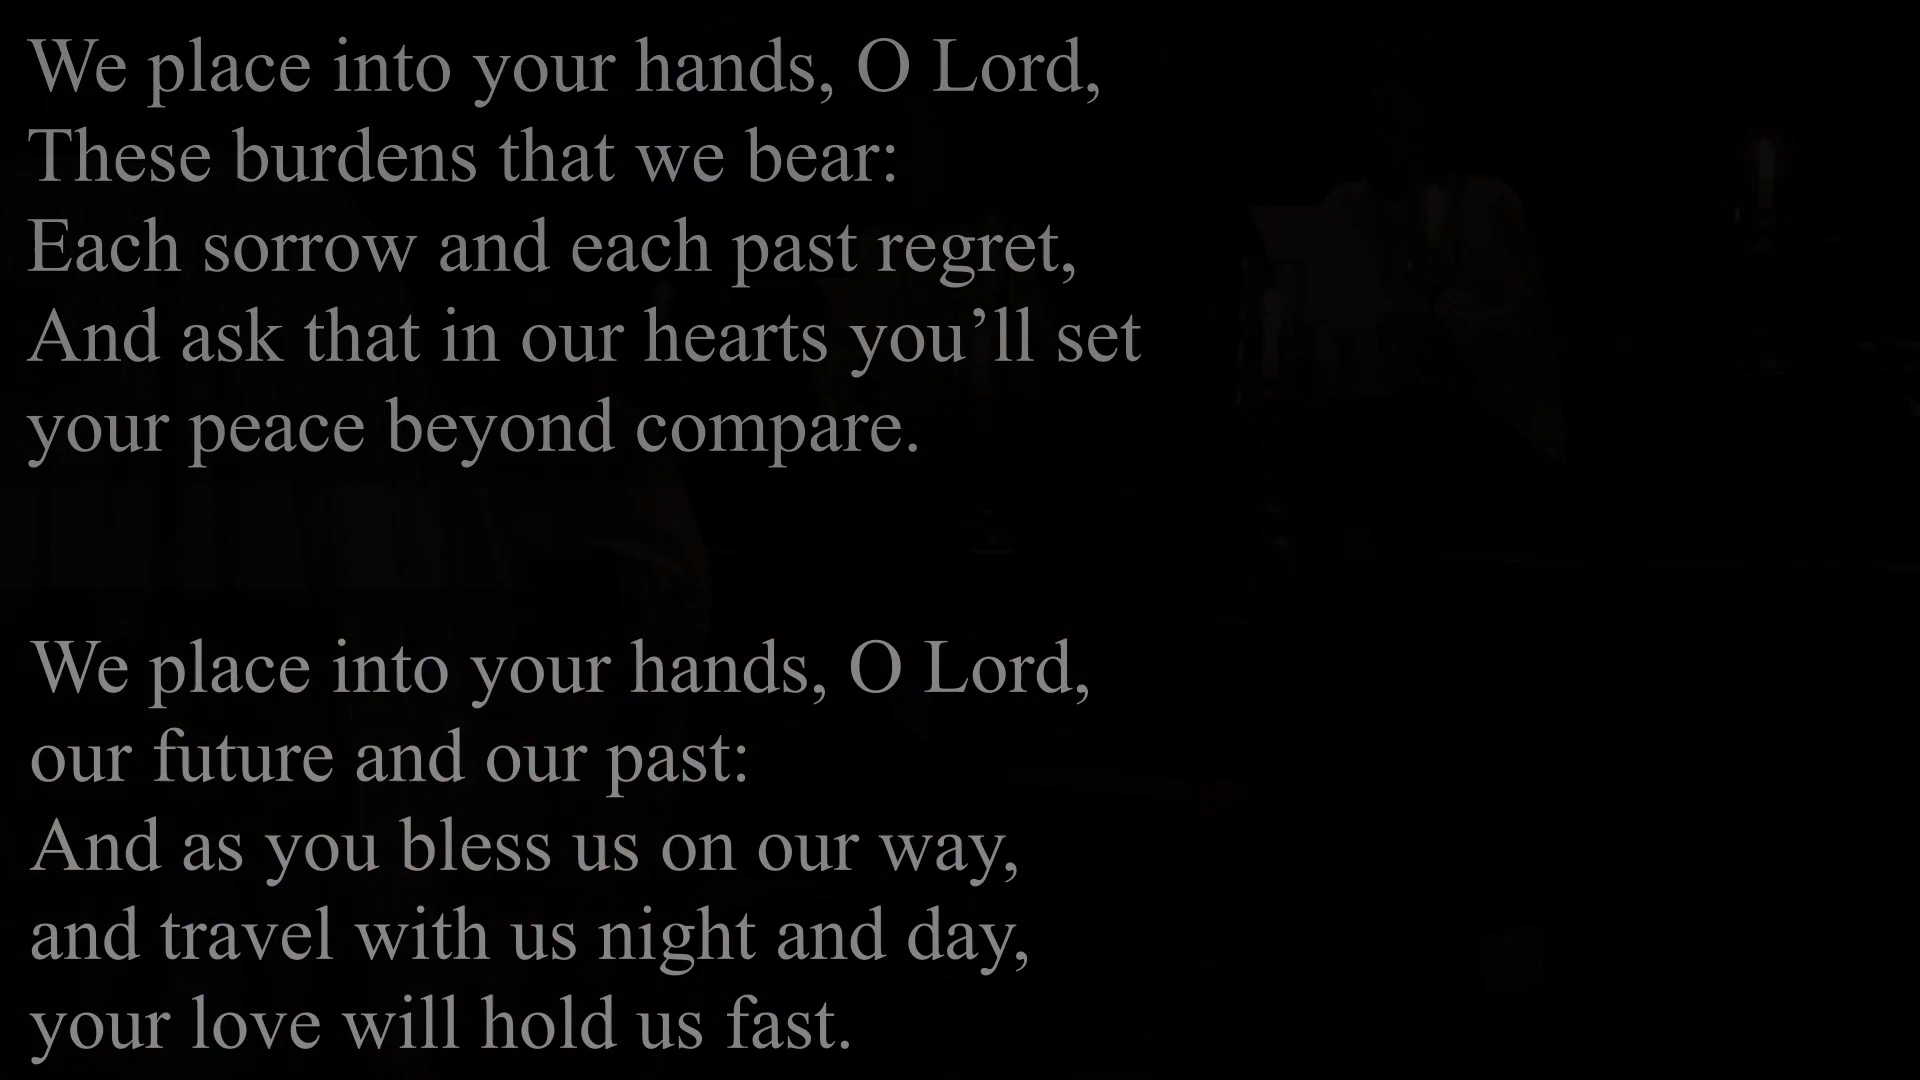 We place into your hands, O Lord,
These burdens that we bear:
Each sorrow and each past regret,
And ask that in our hearts you’ll set
your peace beyond compare.
We place into your hands, O Lord,
our future and our past:
And as you bless us on our way,
and travel with us night and day,
your love will hold us fast.